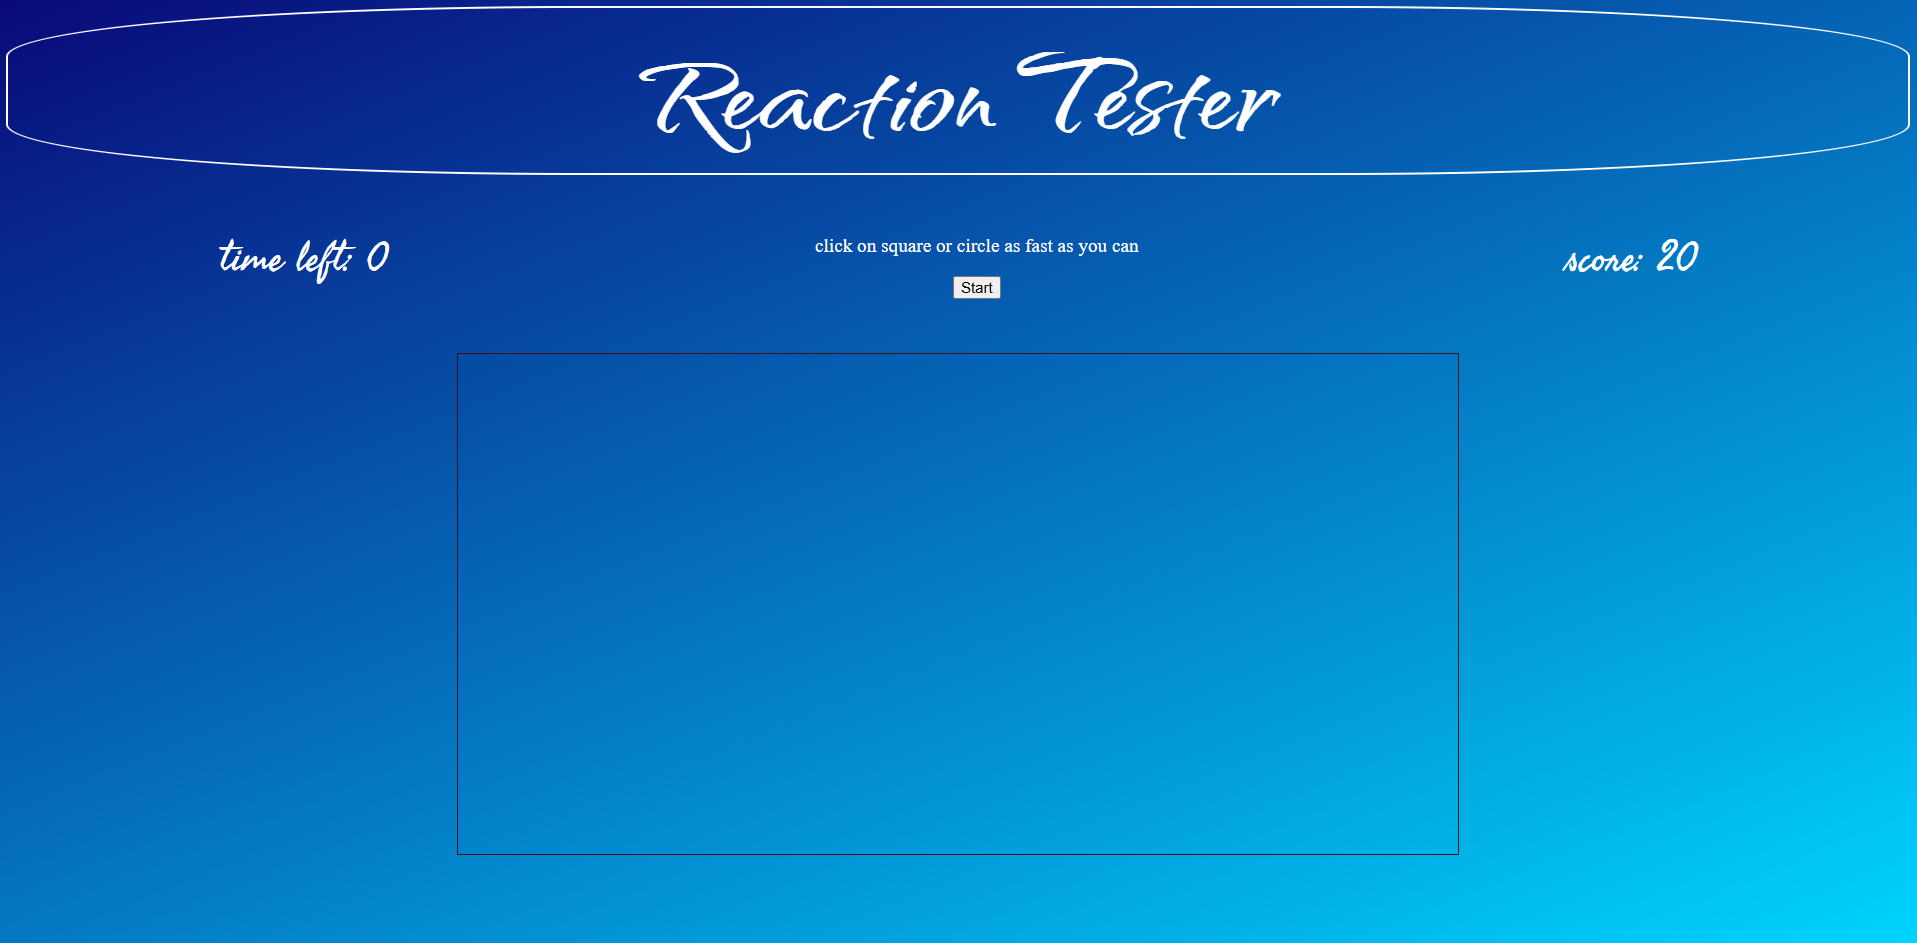 Reaction Tester
time left: 0
click on square or circle as fast as you can
score: 20
Start